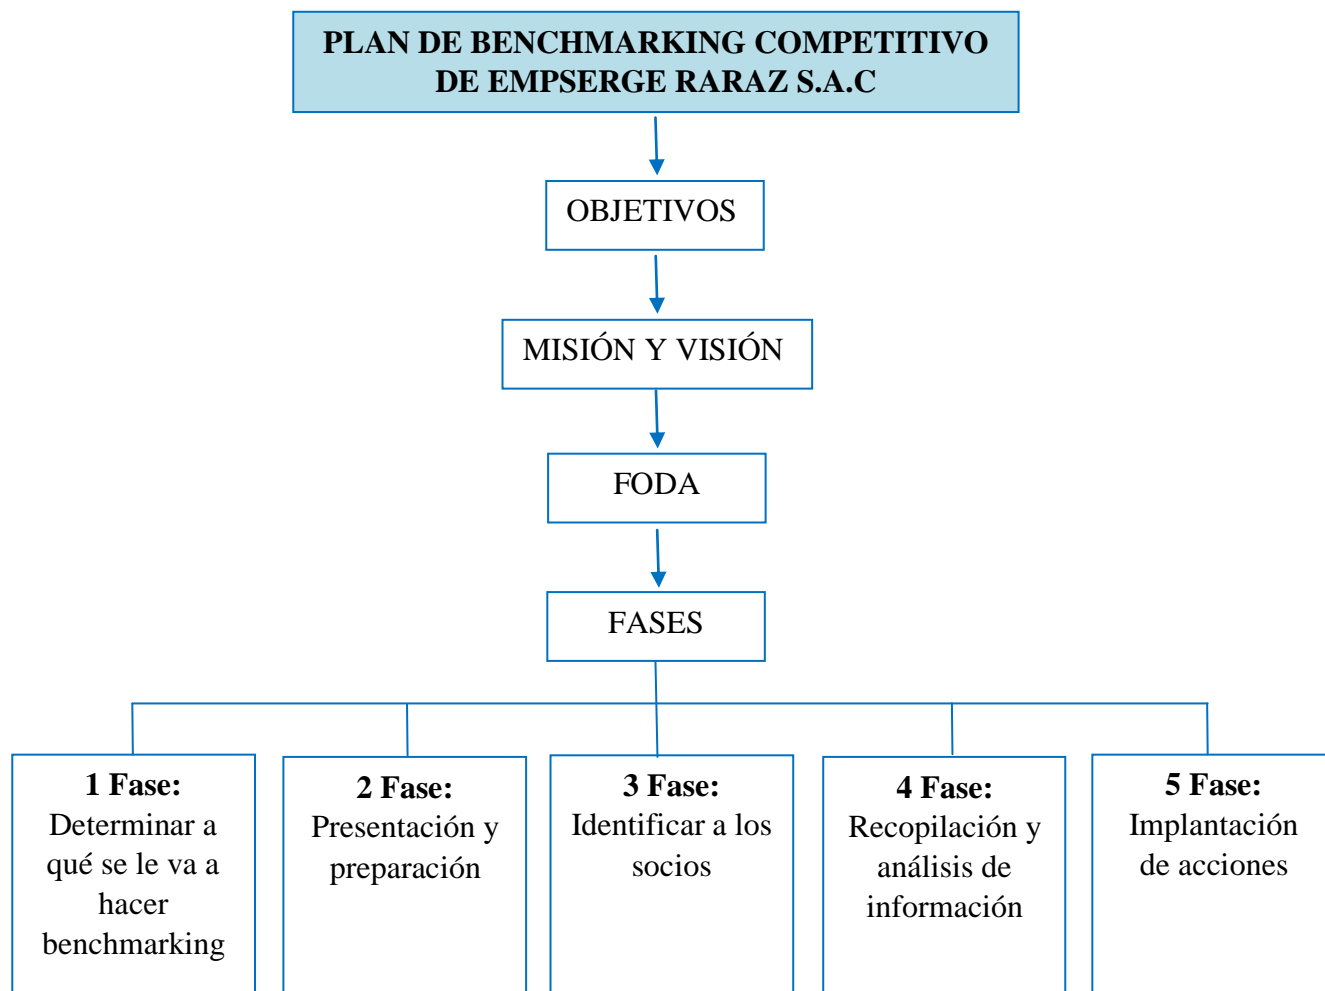 PLAN DE BENCHMARKING COMPETITIVO
DE EMPSERGE RARAZ S.A.C
OBJETIVOS
MISIÓN Y VISIÓN
FODA
FASES
1 Fase:
Determinar a
qué se le va a
hacer
benchmarking
2 Fase:
Presentación y
preparación
3 Fase:
Identificar a los
socios
4 Fase:
Recopilación y
análisis de
información
5 Fase:
Implantación
de acciones